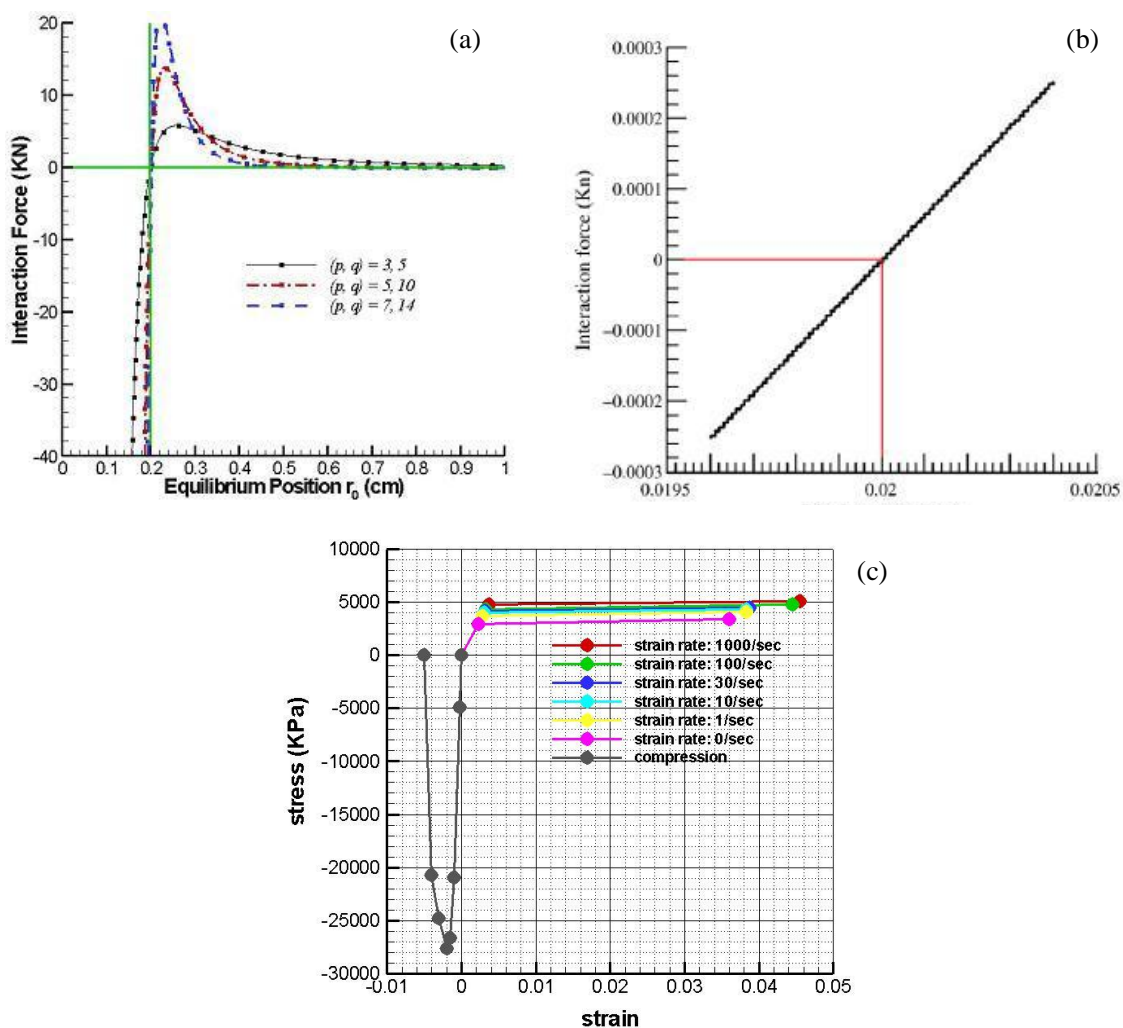 (a)
Interaction Force (KN)
20
10
0
-10
-20
-30
-40
(p, q) = 3, 5
(p, q) = 5, 10
(p, q) = 7, 14
0 0.1 0.2 0.3 0.4 0.5 0.6 0.7 0.8 0.9 1
Equilibrium Position r0 (cm)
(b)
Interaction force (Kn)
0.0003
0.0002
0.0001
0
−0.0001
−0.0002
−0.0003
0.0195 0.02 0.0205
(c)
stress (KPa)
10000
5000
0
-5000
-10000
-15000
-20000
-25000
-30000
strain rate: 1000/sec
strain rate: 100/sec
strain rate: 30/sec
strain rate: 10/sec
strain rate: 1/sec
strain rate: 0/sec
compression
-0.01 0 0.01 0.02 0.03 0.04 0.05
strain